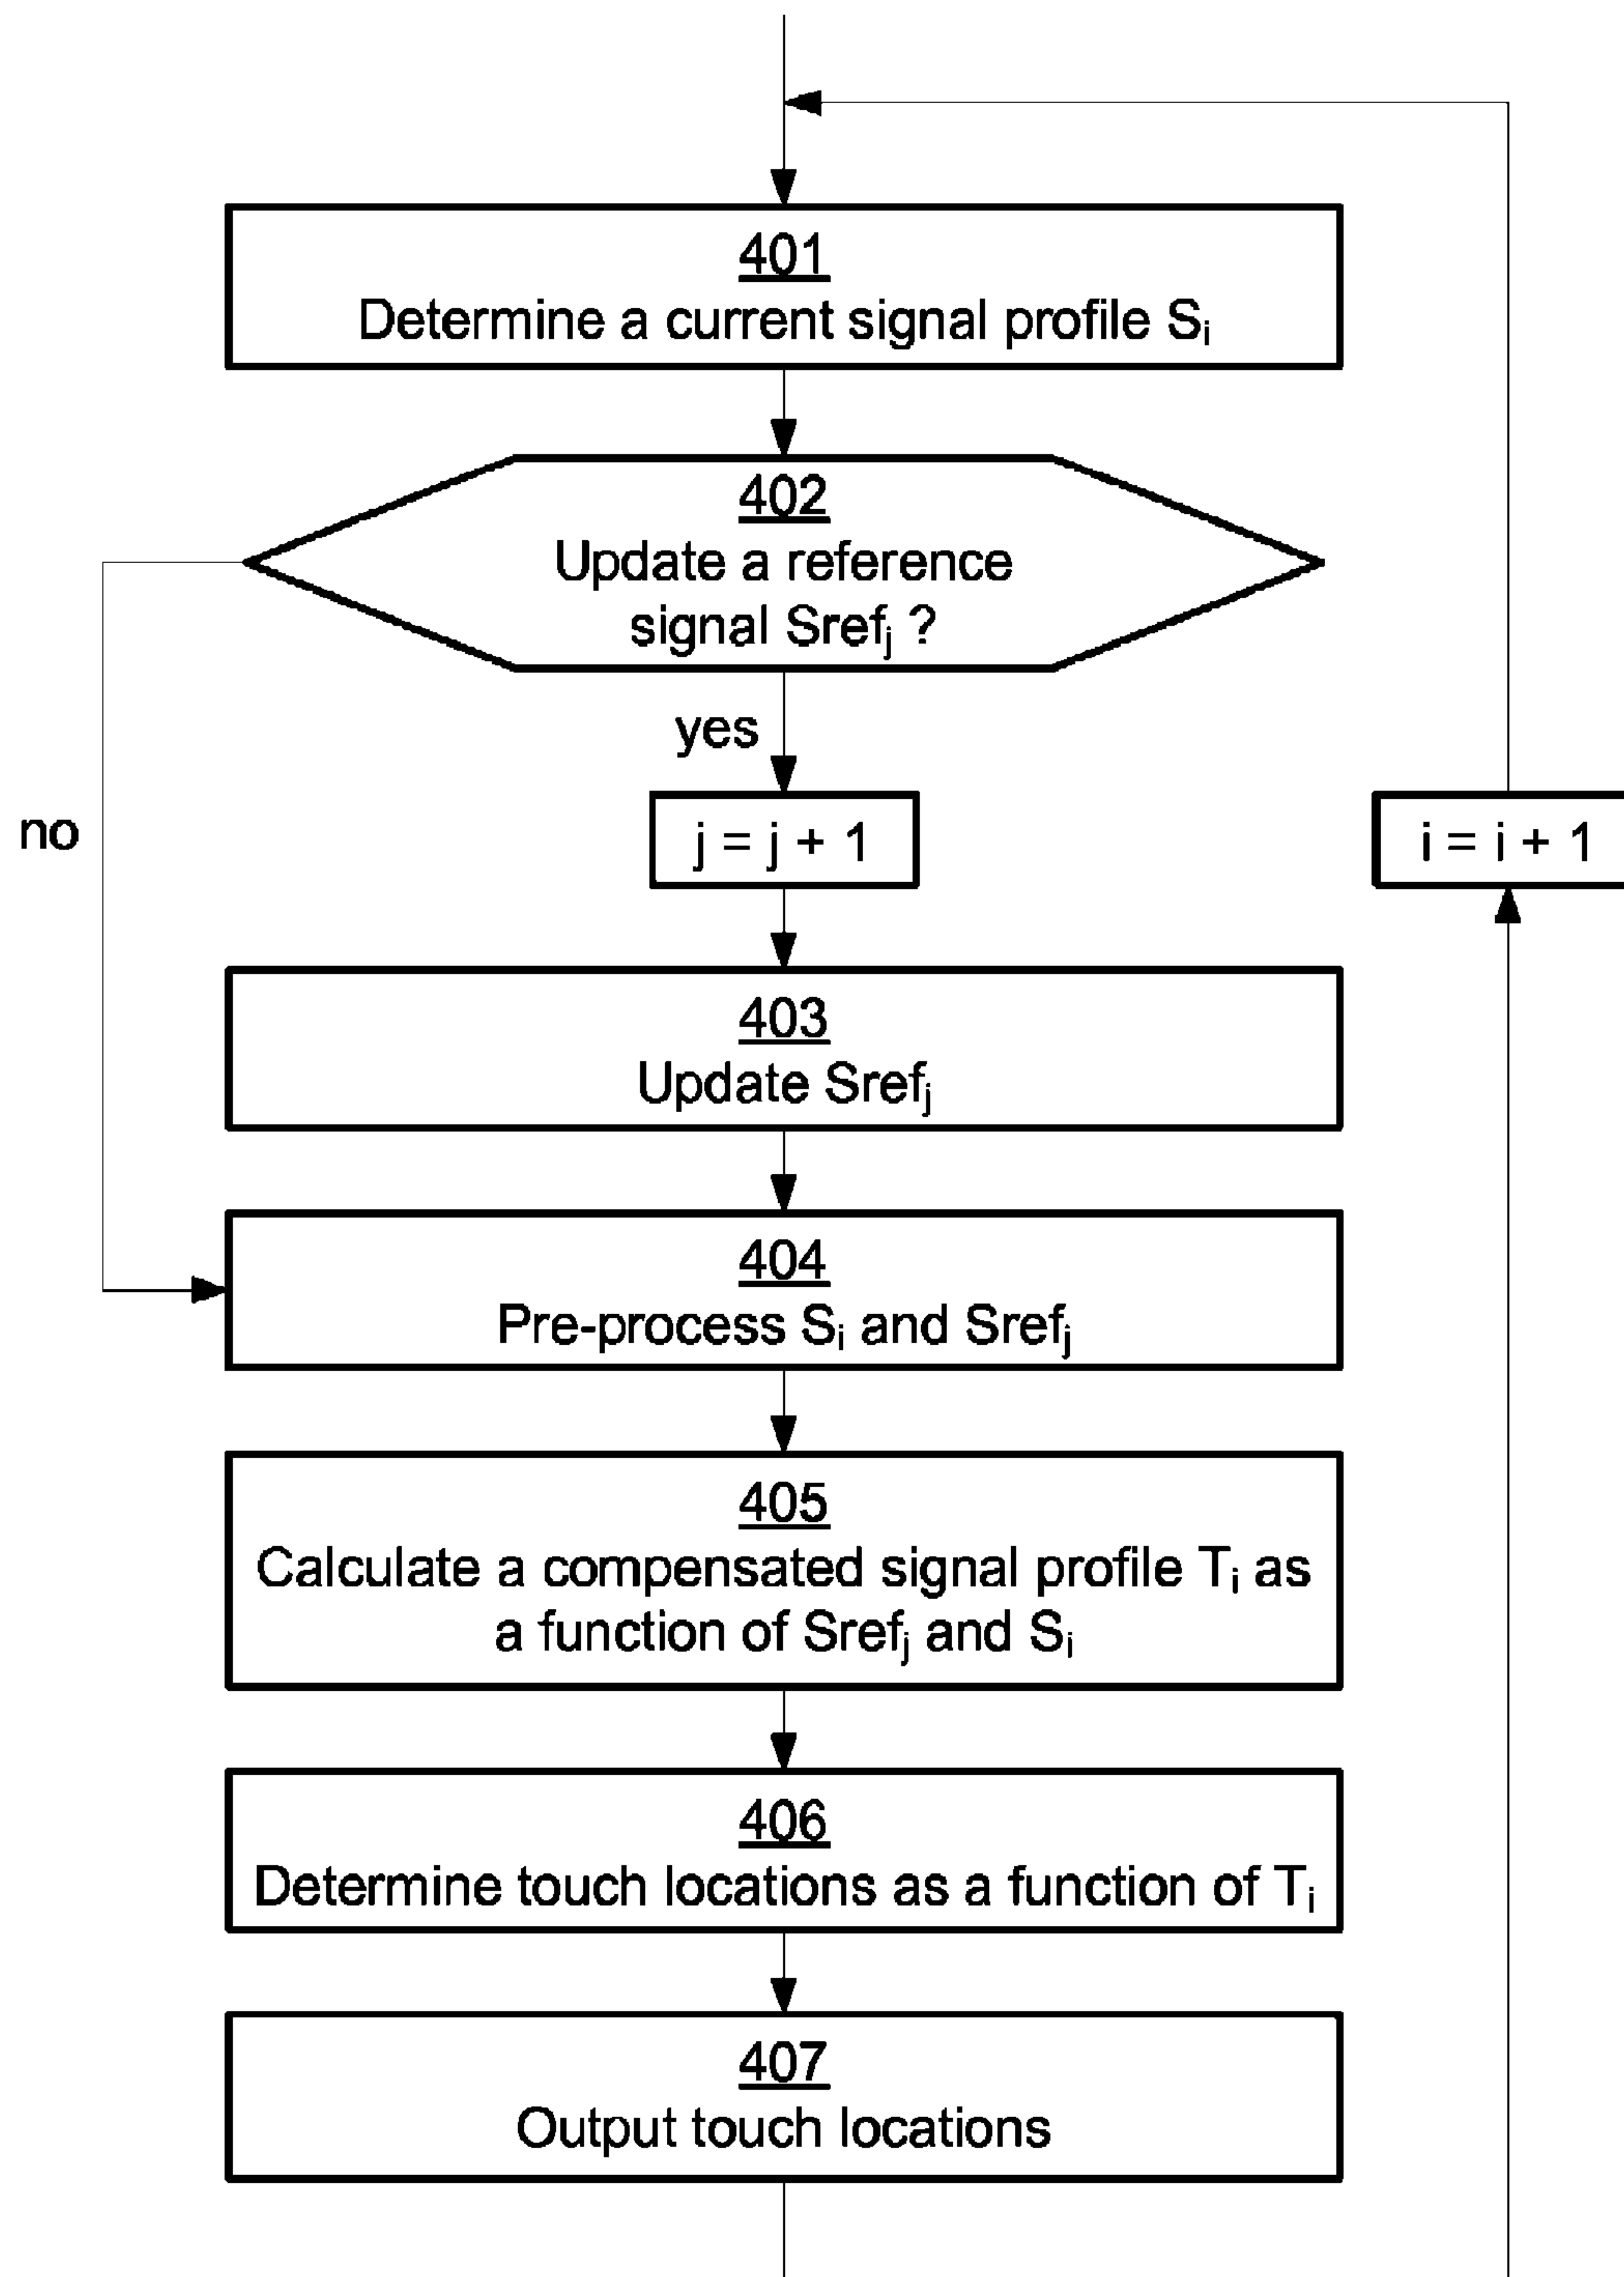 401
Determine a current signal profile Sᵢ
402
Update a reference
signal Srefⱼ ?
yes
no
j = j + 1
i = i + 1
403
Update Srefⱼ
404
Pre-process Sᵢ and Srefⱼ
405
Calculate a compensated signal profile Tᵢ as
a function of Srefⱼ and Sᵢ
406
Determine touch locations as a function of Tᵢ
407
Output touch locations